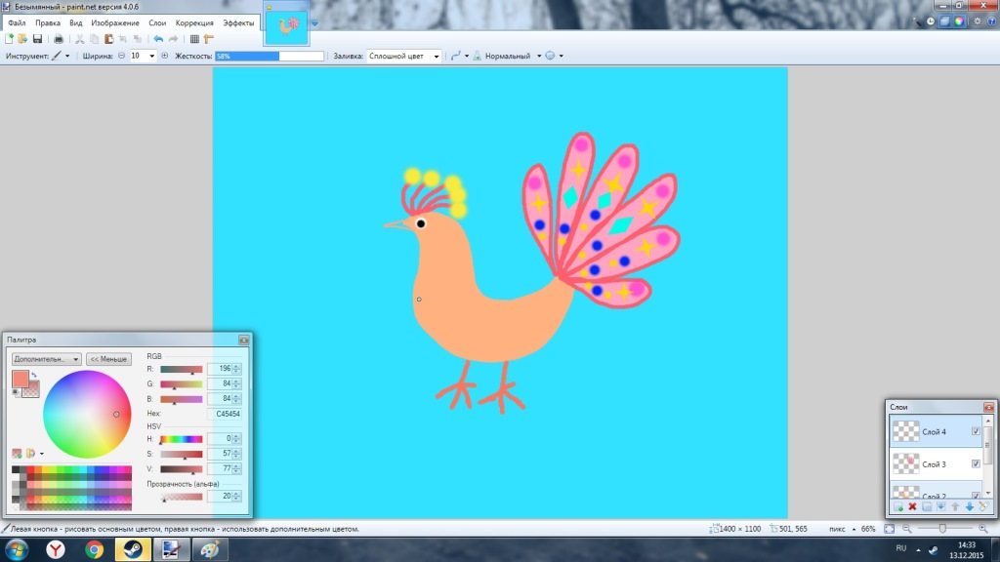 Безымянный - paint.net версия 4.0.6
Файл Правка Вид Изображение Слои Коррекция Эффекты
Инструмент: Ширина: 10 Жесткость: 58% Заливка: Сплошной цвет Нормальный
Палитра
Дополнительн... << Меньше
RGB
R: 196
G: 84
B: 84
Hex: C45454
HSV
H: 0
S: 57
V: 77
Прозрачность (альфа)
20
Слои
Слой 4
Слой 3
Слой 2
Левая кнопка - рисовать основным цветом, правая кнопка - использовать дополнительным цветом. 1400 × 1100 501, 565 пикс 66%
RU 14:33
13.12.2015